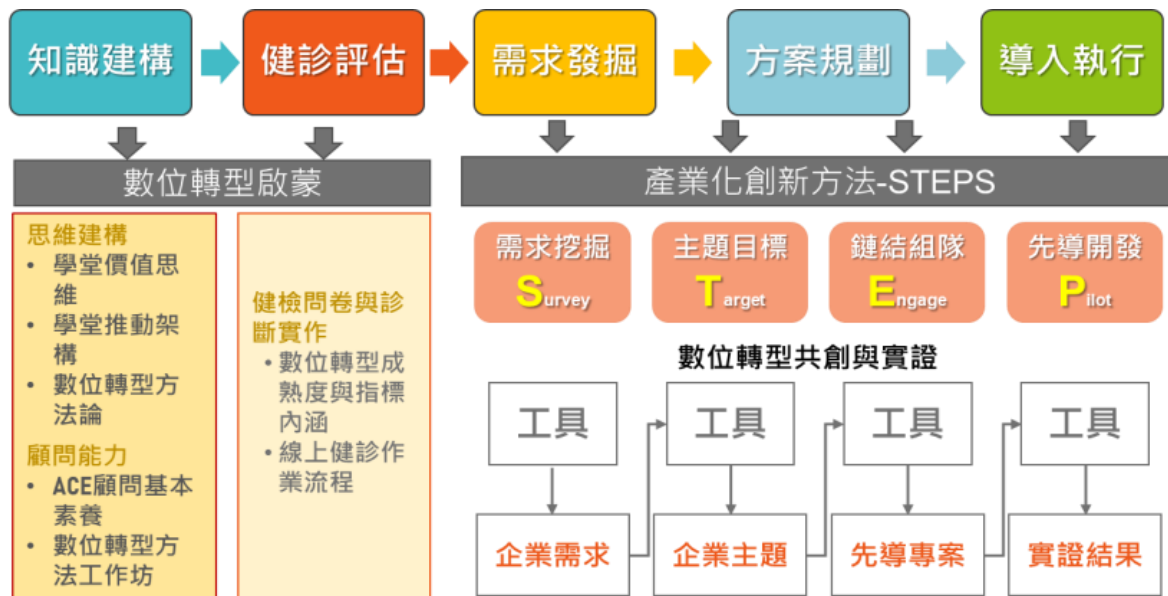 知識建構
健診評估
需求發掘
方案規劃
導入執行
數位轉型啟蒙
產業化創新方法-STEPS
思維建構
• 學堂價值思
維
• 學堂推動架
構
• 數位轉型方
法論
顧問能力
• ACE顧問基本
素養
• 數位轉型方
法工作坊
健檢問卷與診
斷實作
• 數位轉型成
熟度與指標
內涵
• 線上健診作
業流程
需求挖掘
Survey
主題目標
Target
鏈結組隊
Engage
先導開發
Pilot
數位轉型共創與實證
工具
工具
工具
工具
企業需求
企業主題
先導專案
實證結果